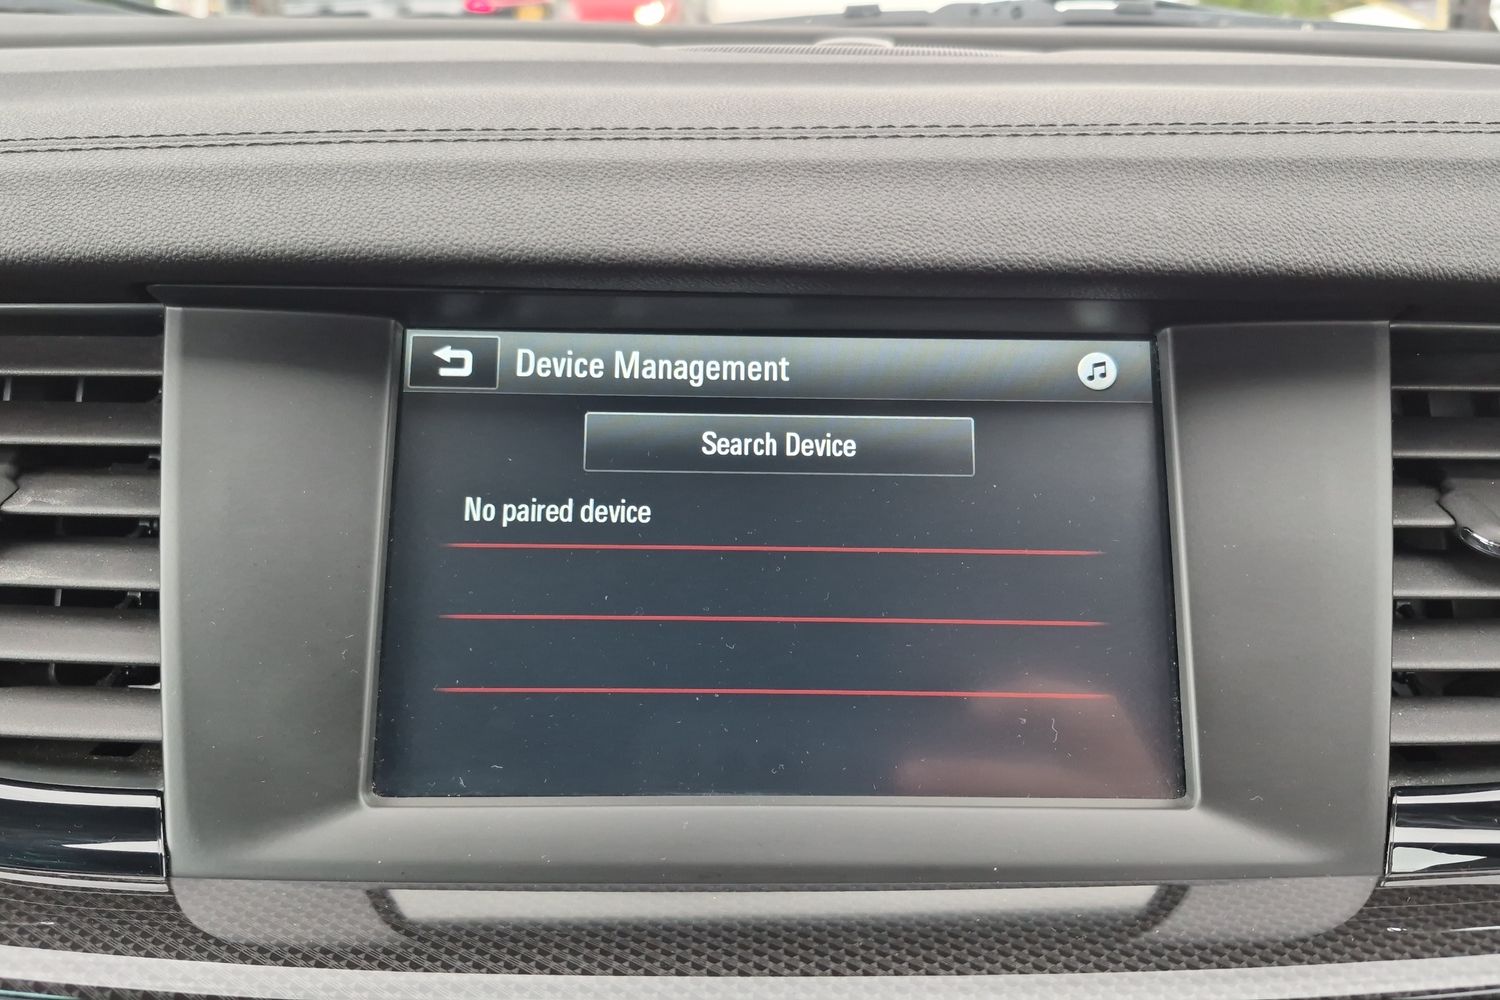 Device Management
Search Device
No paired device